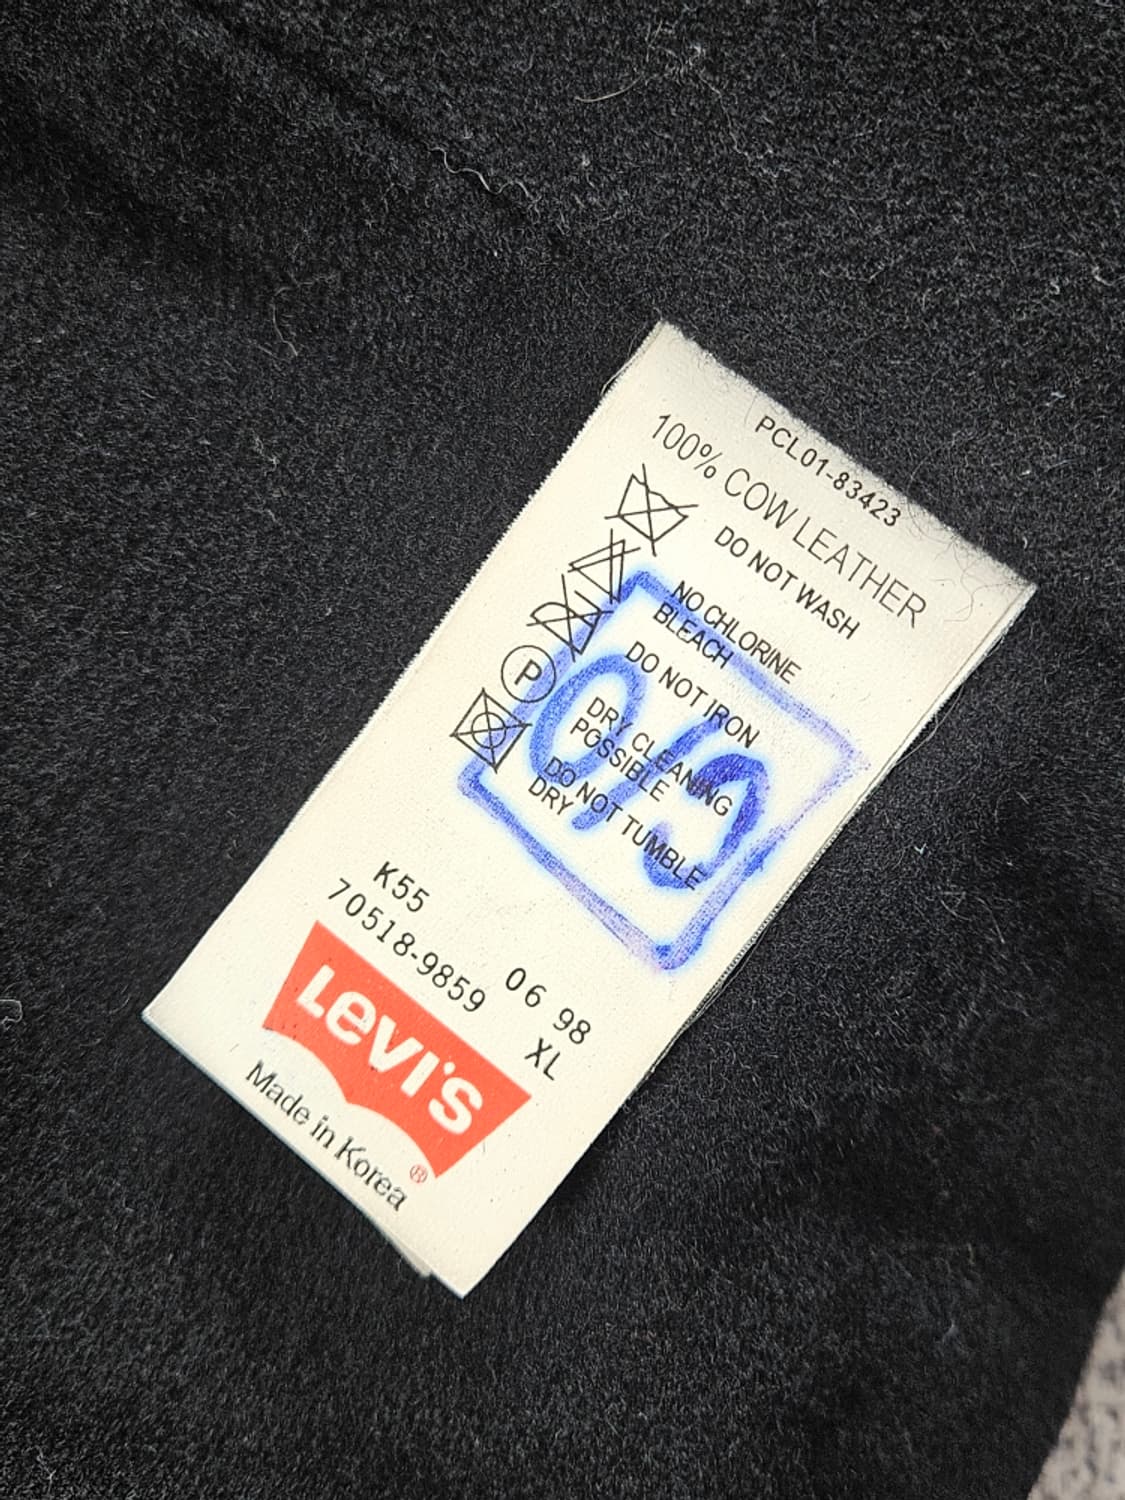 PCL01-83423
100% COW LEATHER
DO NOT WASH
NO CHLORINE
BLEACH
DO NOT IRON
P
DRY CLEANING
POSSIBLE
DO NOT TUMBLE
DRY
K55
06 98
70518-9859
XL
LEVI'S
®
Made in Korea